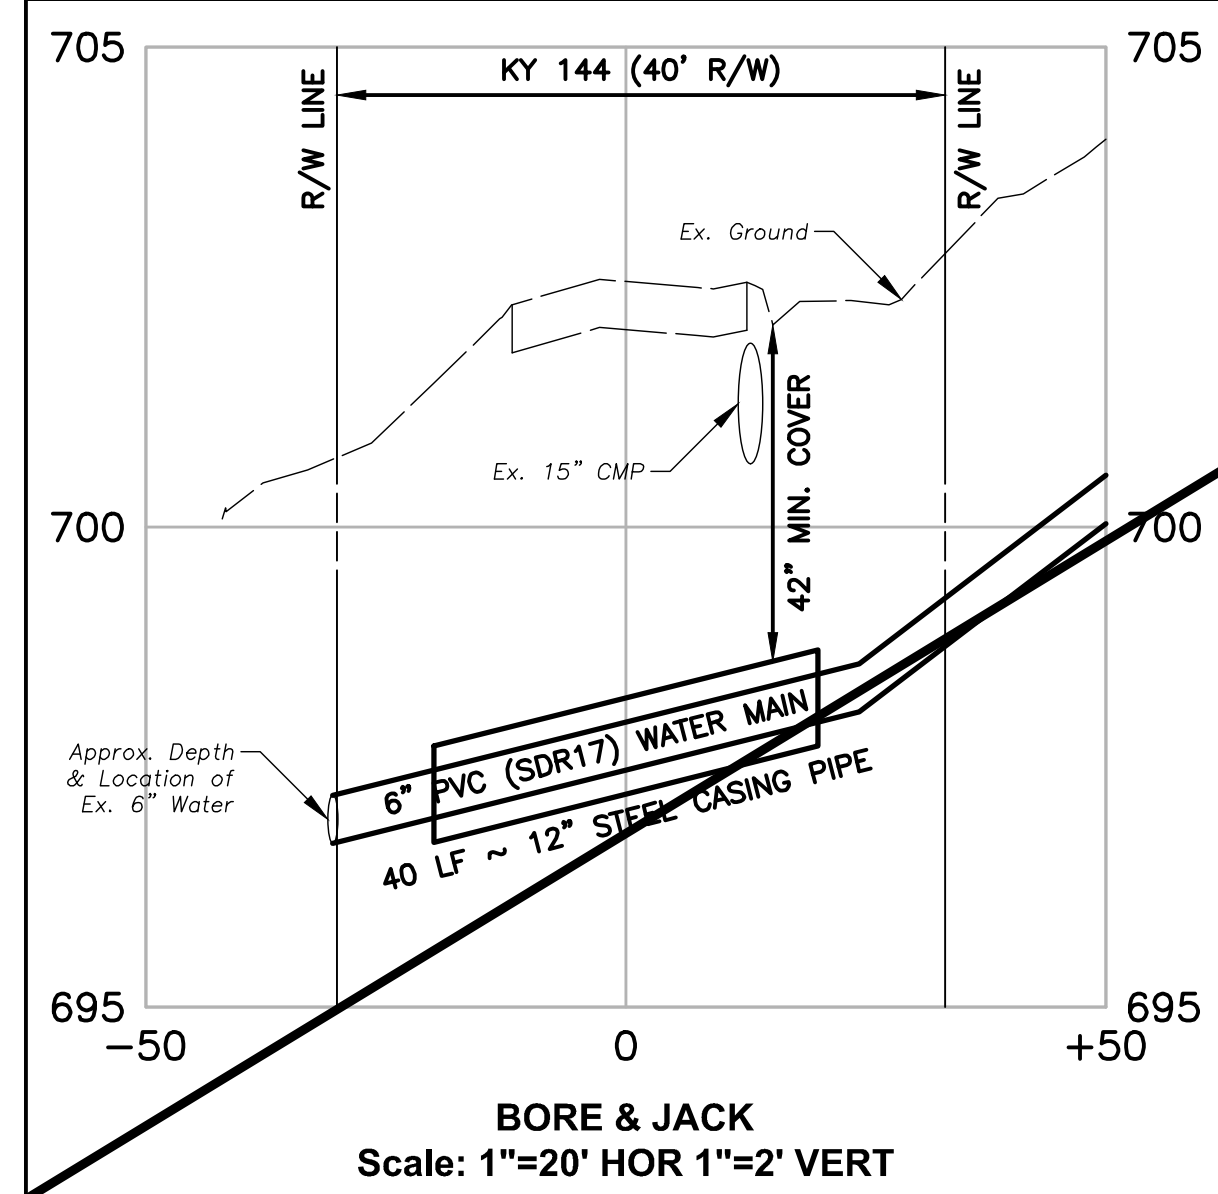 705
705
KY 144 (40' R/W)
R/W LINE
R/W LINE
Ex. Ground
42" MIN. COVER
Ex. 15" CMP
700
700
Approx. Depth
& Location of
Ex. 6" Water
6" PVC (SDR17) WATER MAIN
40 LF ~ 12" STEEL CASING PIPE
695
695
-50
0
+50
BORE & JACK
Scale: 1"=20' HOR 1"=2' VERT